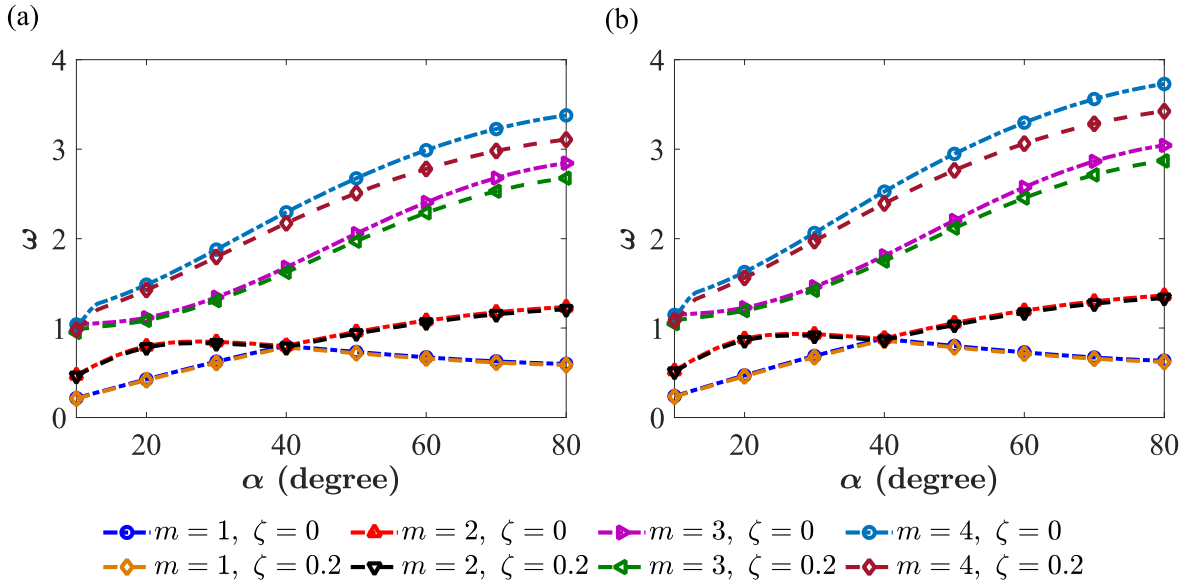 (a)
(b)
4
3
2
1
0
ω
20
40
60
80
α (degree)
4
3
2
1
0
ω
20
40
60
80
α (degree)
m = 1, ζ = 0
m = 2, ζ = 0
m = 3, ζ = 0
m = 4, ζ = 0
m = 1, ζ = 0.2
m = 2, ζ = 0.2
m = 3, ζ = 0.2
m = 4, ζ = 0.2